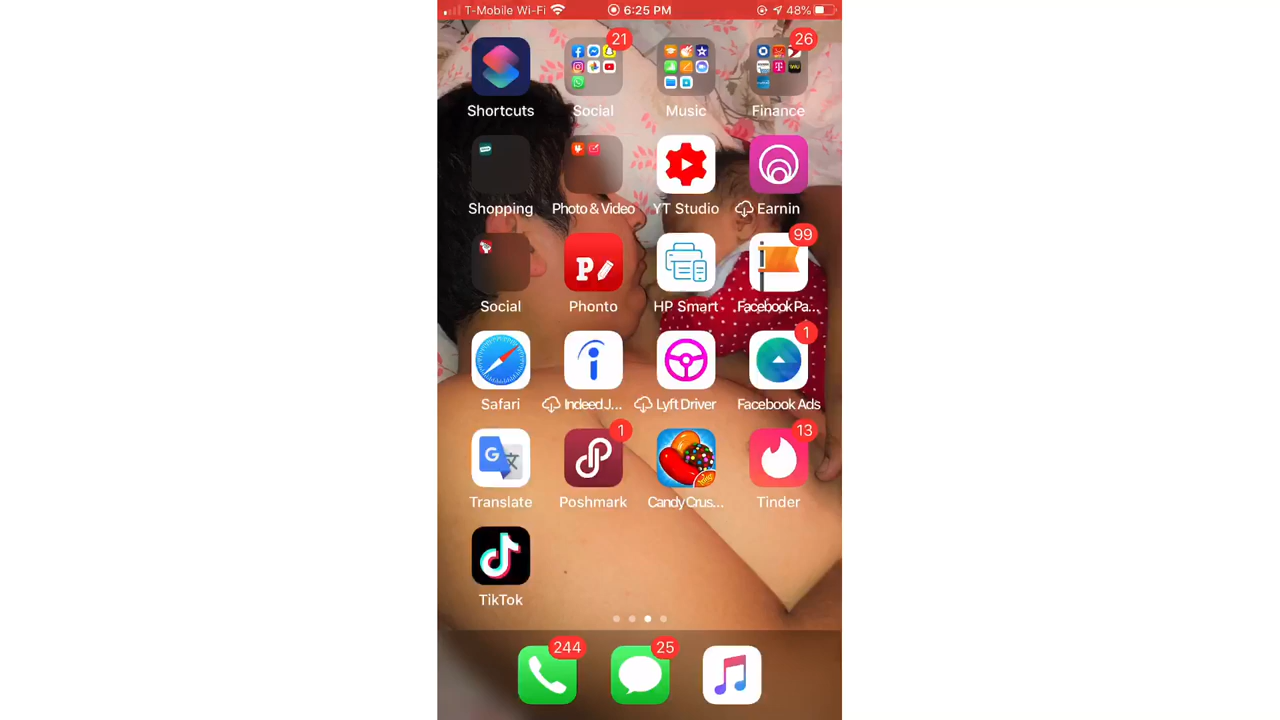 T-Mobile Wi-Fi 6:25 PM 48%
21 26
Shortcuts Social Music Finance
Shopping Photo & Video YT Studio Earnin
99
Social Phonto HP Smart Facebook Pa...
1
Safari Indeed J... Lyft Driver Facebook Ads
1 13
Translate Poshmark Candy Crus... Tinder
TikTok
244 25